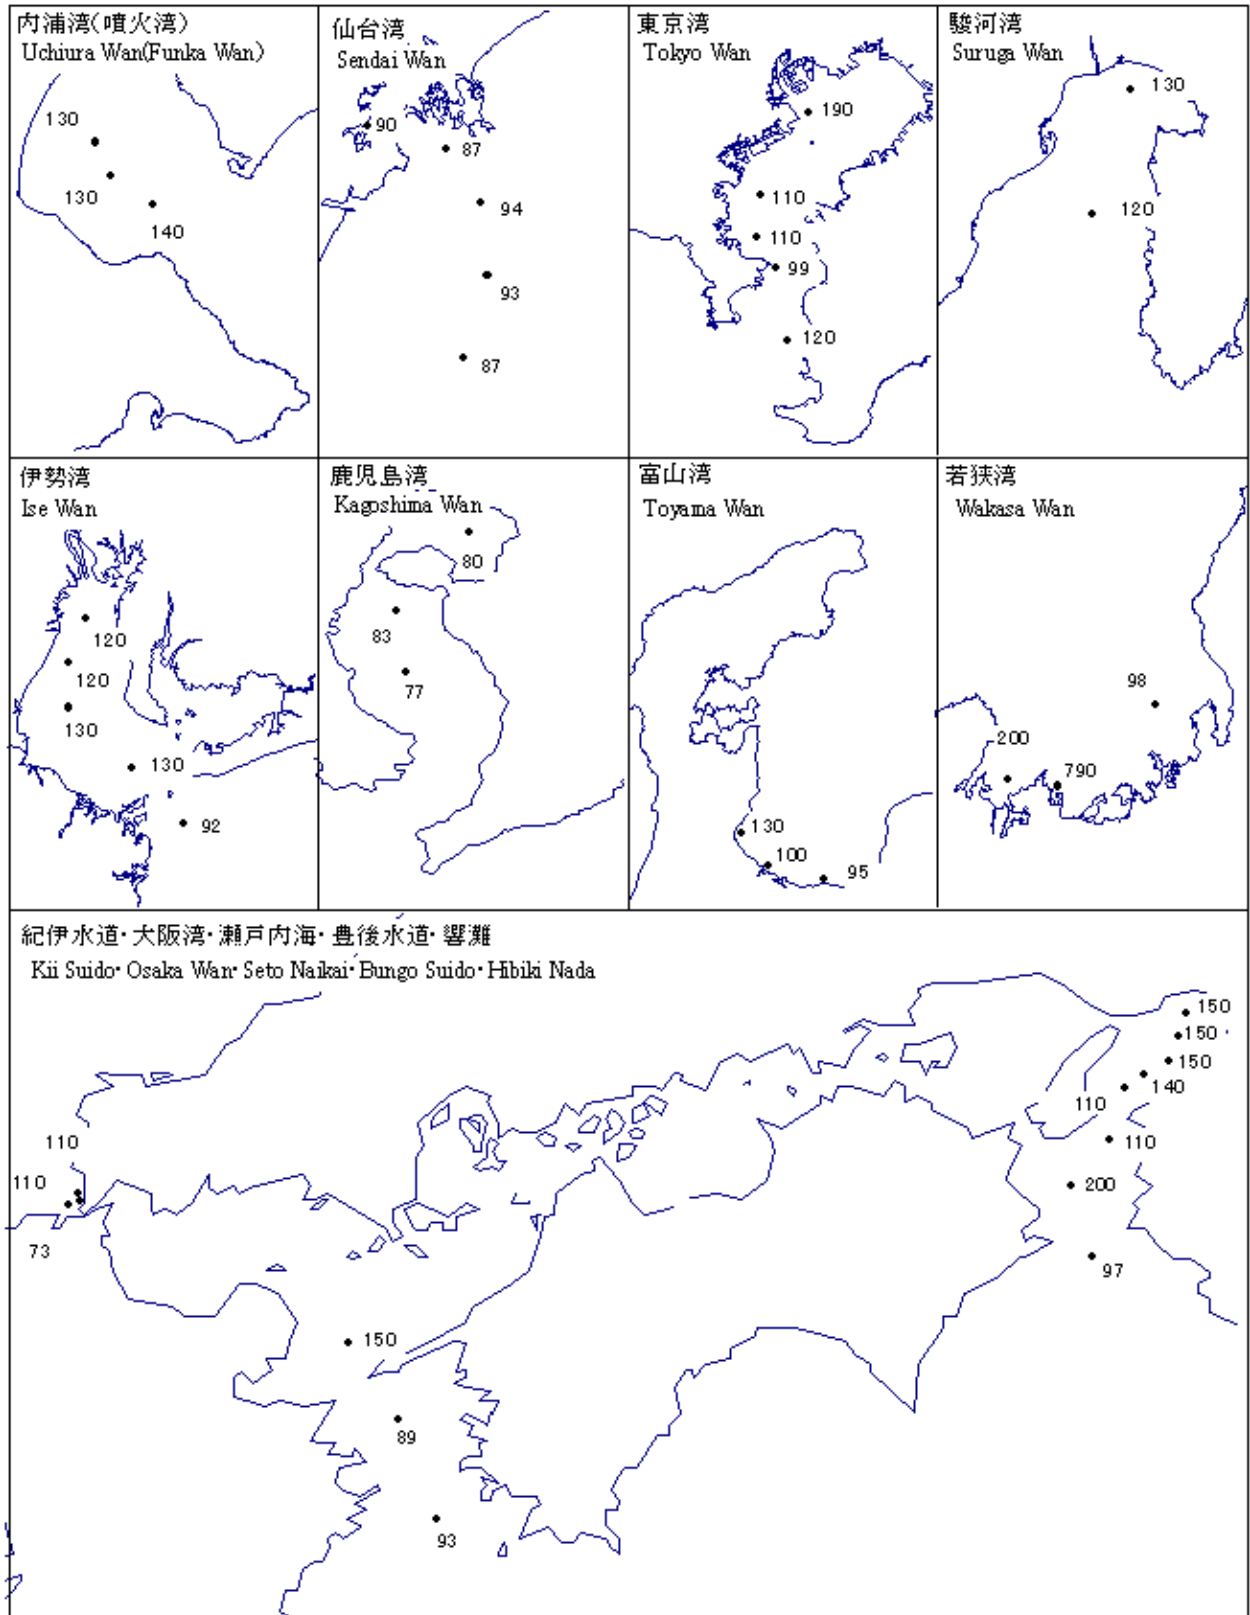 内浦湾(噴火湾)
Uchiura Wan(Funka Wan)
130
130
140
仙台湾
Sendai Wan
90
87
94
93
87
東京湾
Tokyo Wan
190
110
110
99
120
駿河湾
Suruga Wan
130
120
伊勢湾
Ise Wan
120
120
130
130
92
鹿児島湾
Kagoshima Wan
80
83
77
富山湾
Toyama Wan
130
100
95
若狭湾
Wakasa Wan
98
200
790
紀伊水道・大阪湾・瀬戸内海・豊後水道・響灘
Kii Suido・Osaka Wan・Seto Naikai・Bungo Suido・Hibiki Nada
150
150
150
140
110
110
110
110
200
73
97
150
89
93